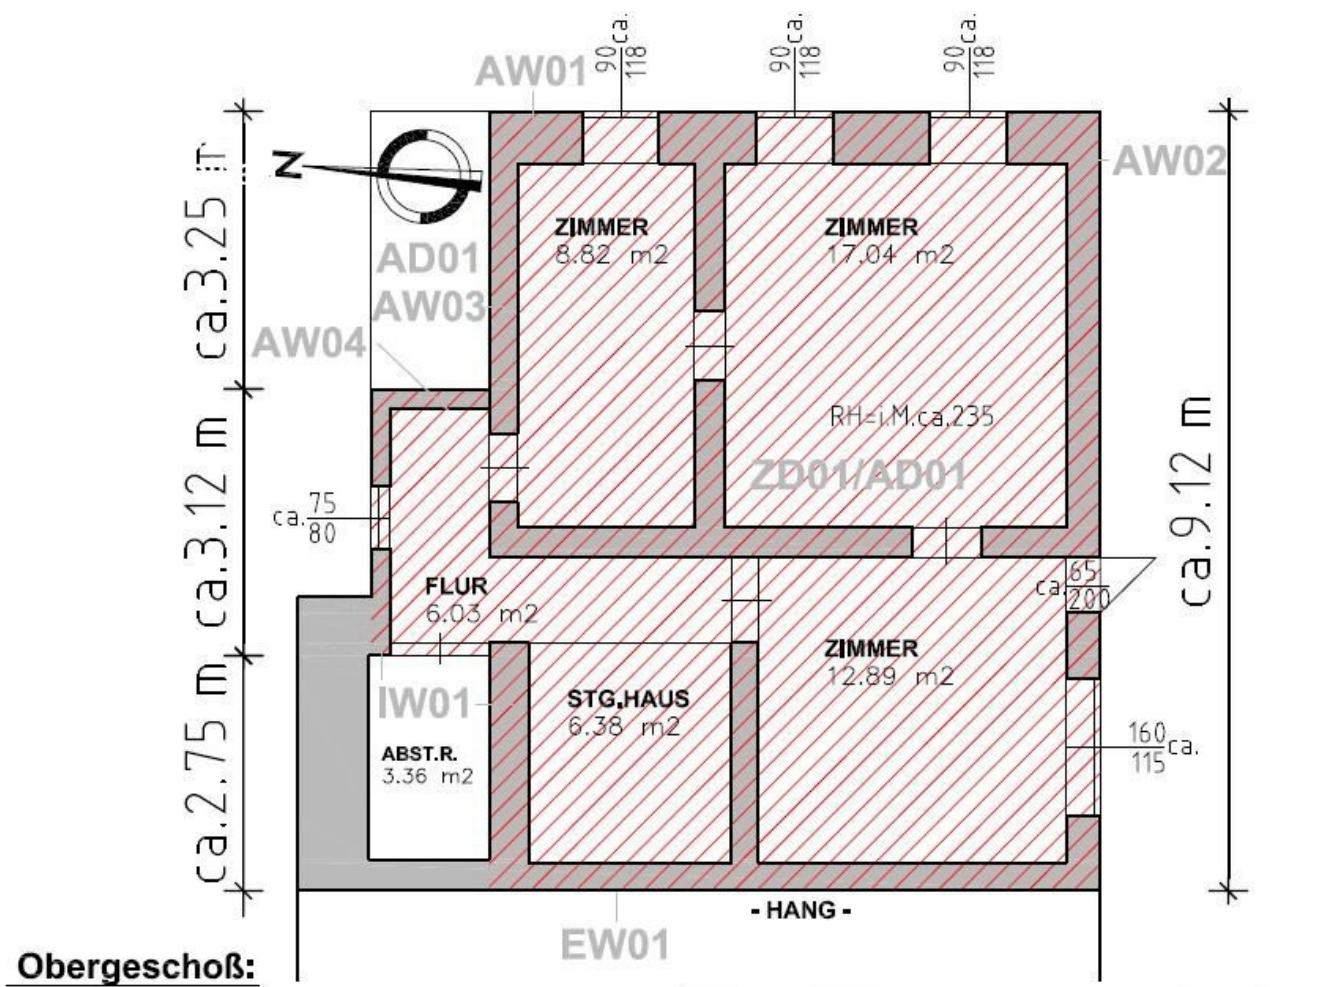 90 ca.
118
90 ca.
118
90 ca.
118
AW01
AW02
N
ca.3.25 m
ZIMMER
8.82 m2
ZIMMER
17.04 m2
AD01
AW03
AW04
RH=i.M.ca.235
ZD01/AD01
ca.3.12 m
ca.9.12 m
ca. 75
80
FLUR
6.03 m2
ca. 65
200
ZIMMER
12.89 m2
IW01
STG.HAUS
6.38 m2
ca.2.75 m
ABST.R.
3.36 m2
160 ca.
115
- HANG -
EW01
Obergeschoß: